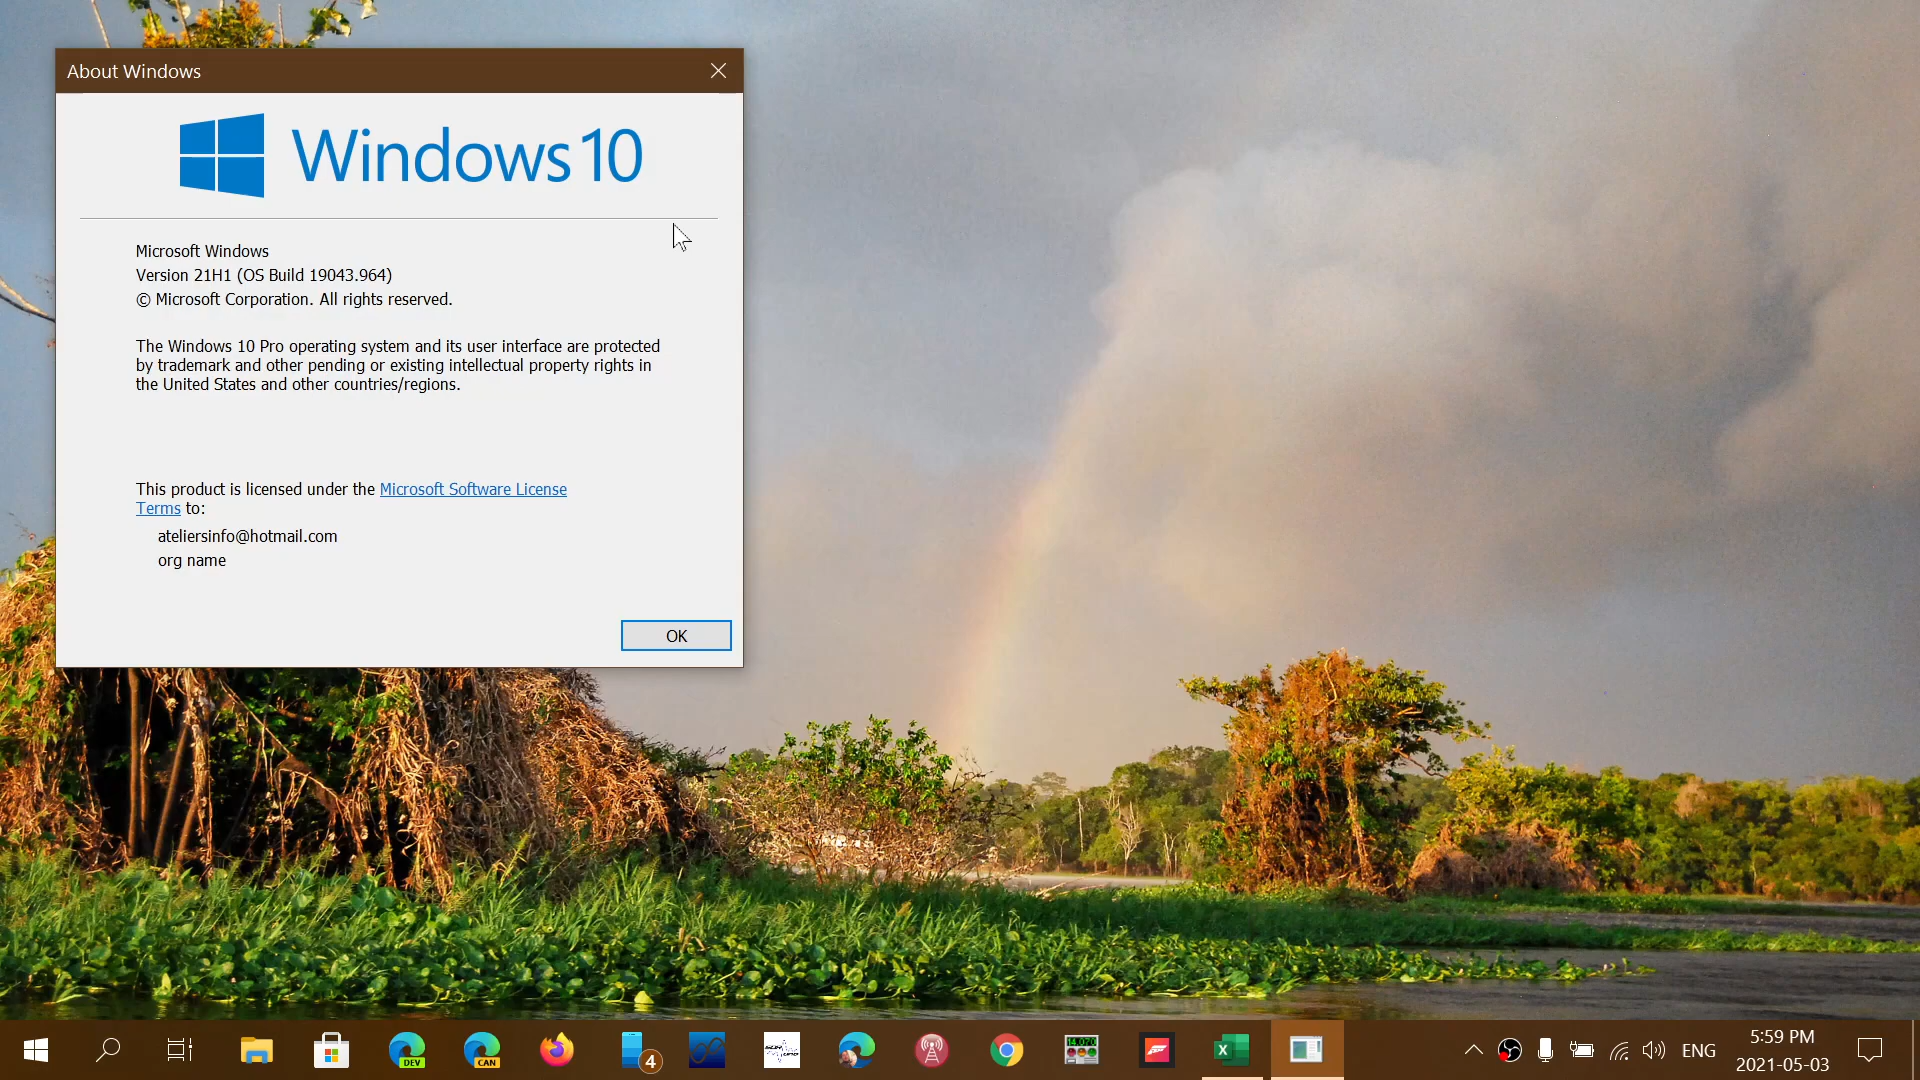 About Windows
Windows 10
Microsoft Windows
Version 21H1 (OS Build 19043.964)
© Microsoft Corporation. All rights reserved.
The Windows 10 Pro operating system and its user interface are protected
by trademark and other pending or existing intellectual property rights in
the United States and other countries/regions.
This product is licensed under the Microsoft Software License
Terms to:
ateliersinfo@hotmail.com
org name
OK
DEV
CAN
4
14.070
X
ENG
5:59 PM
2021-05-03